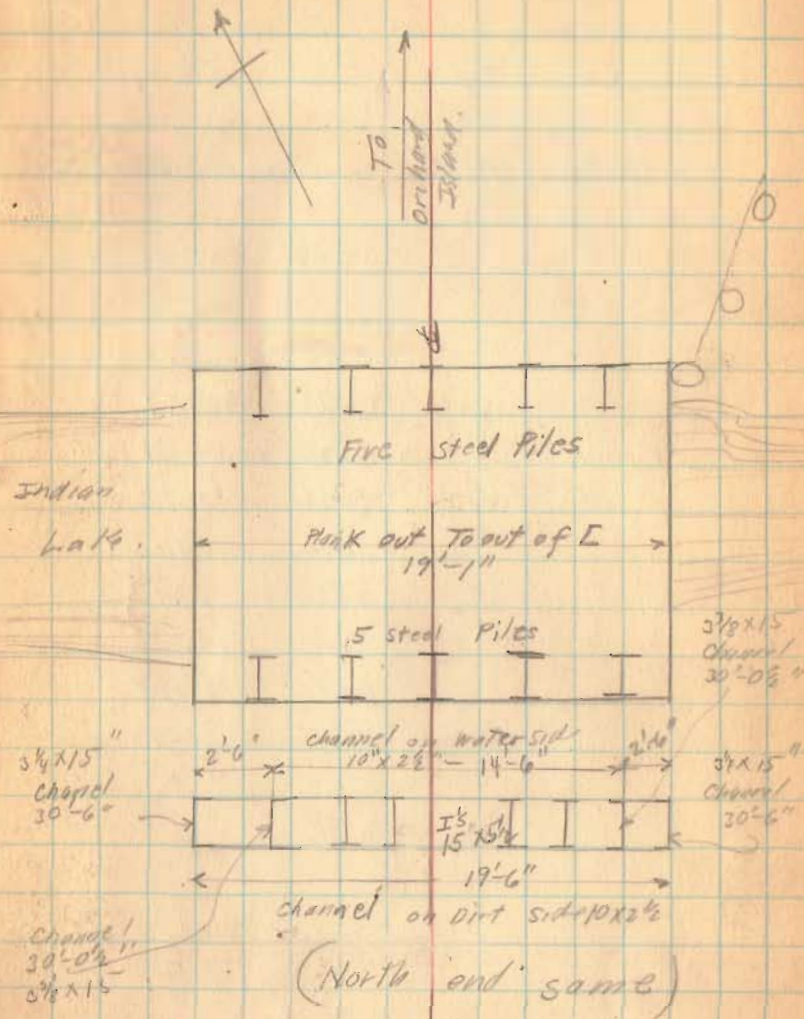 To
Orchard
Island.
℄
Five steel Piles
Indian
Lake.
Plank out To out of [
19'-1"
5 steel Piles
3 3/8 x 15
Channel
30'-0 1/2"
channel on water side
2'-6" 10" x 2 1/2" - 14'-6" 2'-6"
3 1/4 x 15"
Channel
30'-6"
3 1/4 x 15"
Channel
30'-6"
I's
15 x 5 1/2
19'-6"
channel on Dirt side 10 x 2 1/2
Channel
30'-0 1/2"
3 3/8 x 15
(North end same)